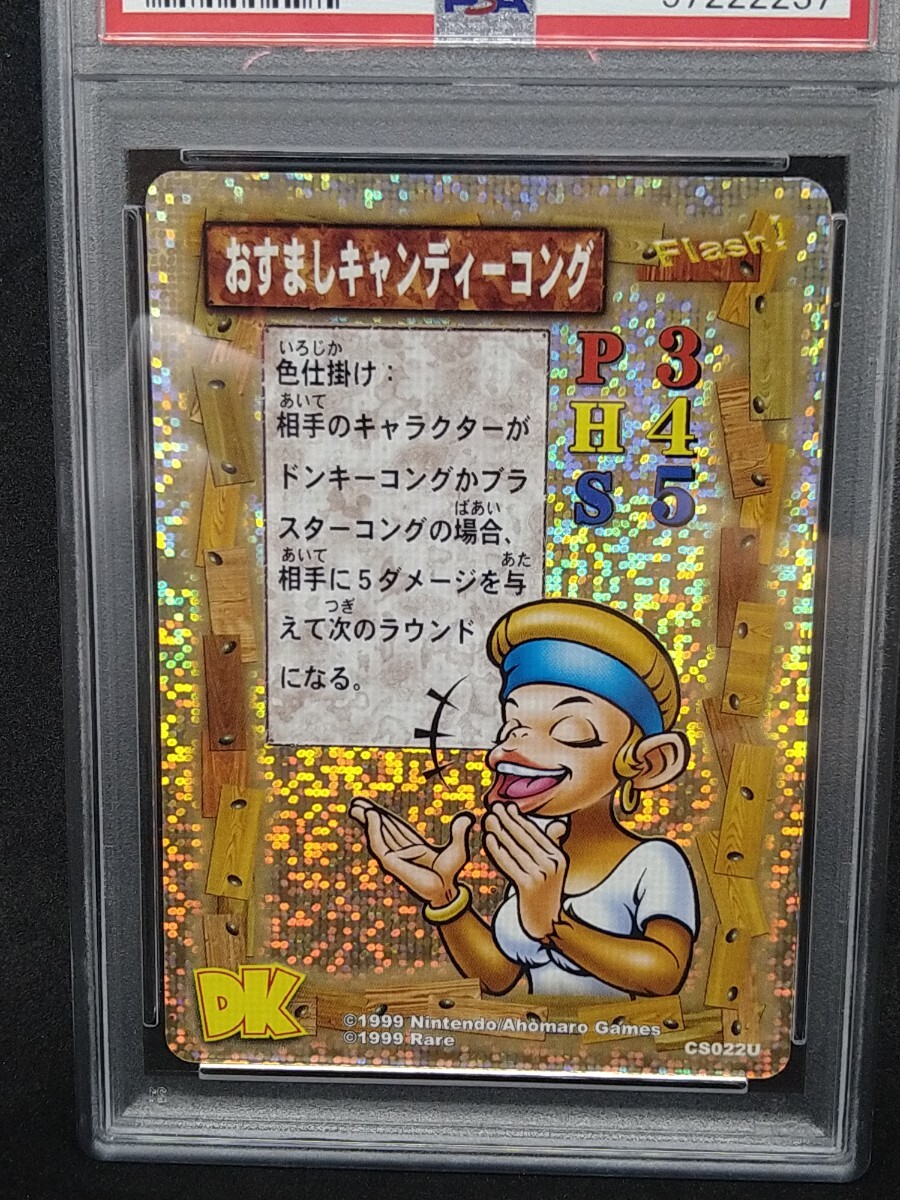 おすましキャンディーコング
Flash!
いろじか
色仕掛け：
あいて
相手のキャラクターが
ドンキーコングかブラ
ばあい
スターコングの場合、
あいて あた
相手に5ダメージを与
つぎ
えて次のラウンド
になる。
P 3
H 4
S 5
DK
©1999 Nintendo/Ahomaro Games
©1999 Rare
CS022U